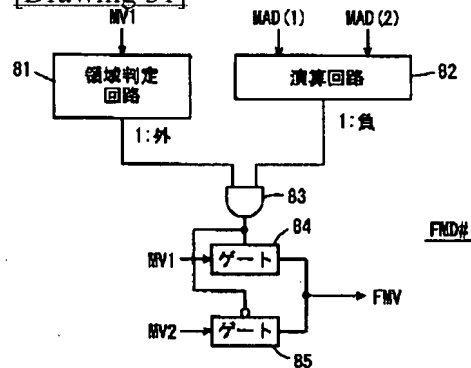 [Drawing 31]
MV1
MAD(1)
MAD(2)
81
領域判定
回路
演算回路
82
1:外
1:負
83
84
MV1
ゲート
FMD#
FMV
MV2
ゲート
85